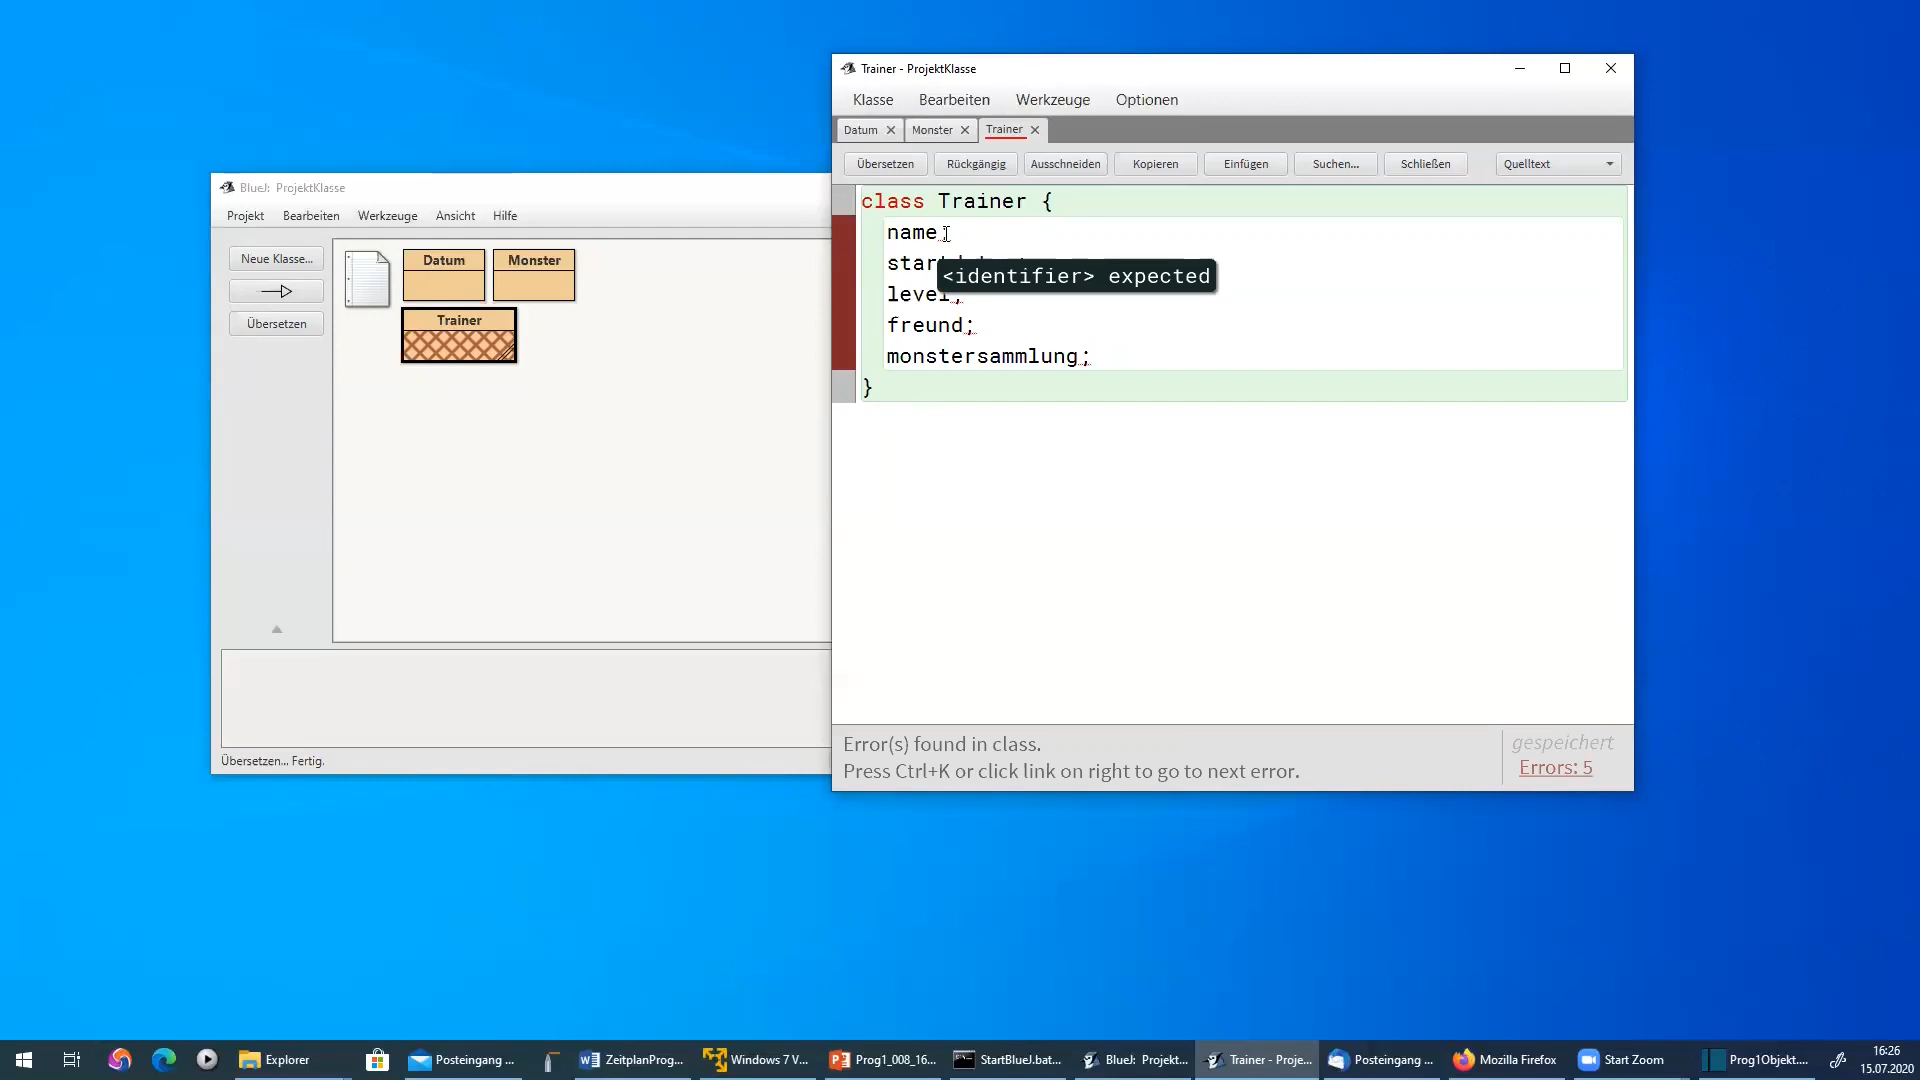 Trainer - ProjektKlasse
Klasse Bearbeiten Werkzeuge Optionen
Datum Monster Trainer
Übersetzen Rückgängig Ausschneiden Kopieren Einfügen Suchen... Schließen Quelltext
class Trainer {
name
<identifier> expected
level;
freund;
monstersammlung;
}
Error(s) found in class.
Press Ctrl+K or click link on right to go to next error.
gespeichert
Errors: 5
BlueJ: ProjektKlasse
Projekt Bearbeiten Werkzeuge Ansicht Hilfe
Neue Klasse...
Übersetzen
Datum
Monster
Trainer
Übersetzen... Fertig.
Explorer
Posteingang ...
ZeitplanProg...
Windows 7 V...
Prog1_008_16...
StartBlueJ.bat...
BlueJ: Projekt...
Trainer - Proje...
Posteingang ...
Mozilla Firefox
Start Zoom
Prog1Objekt....
16:26
15.07.2020